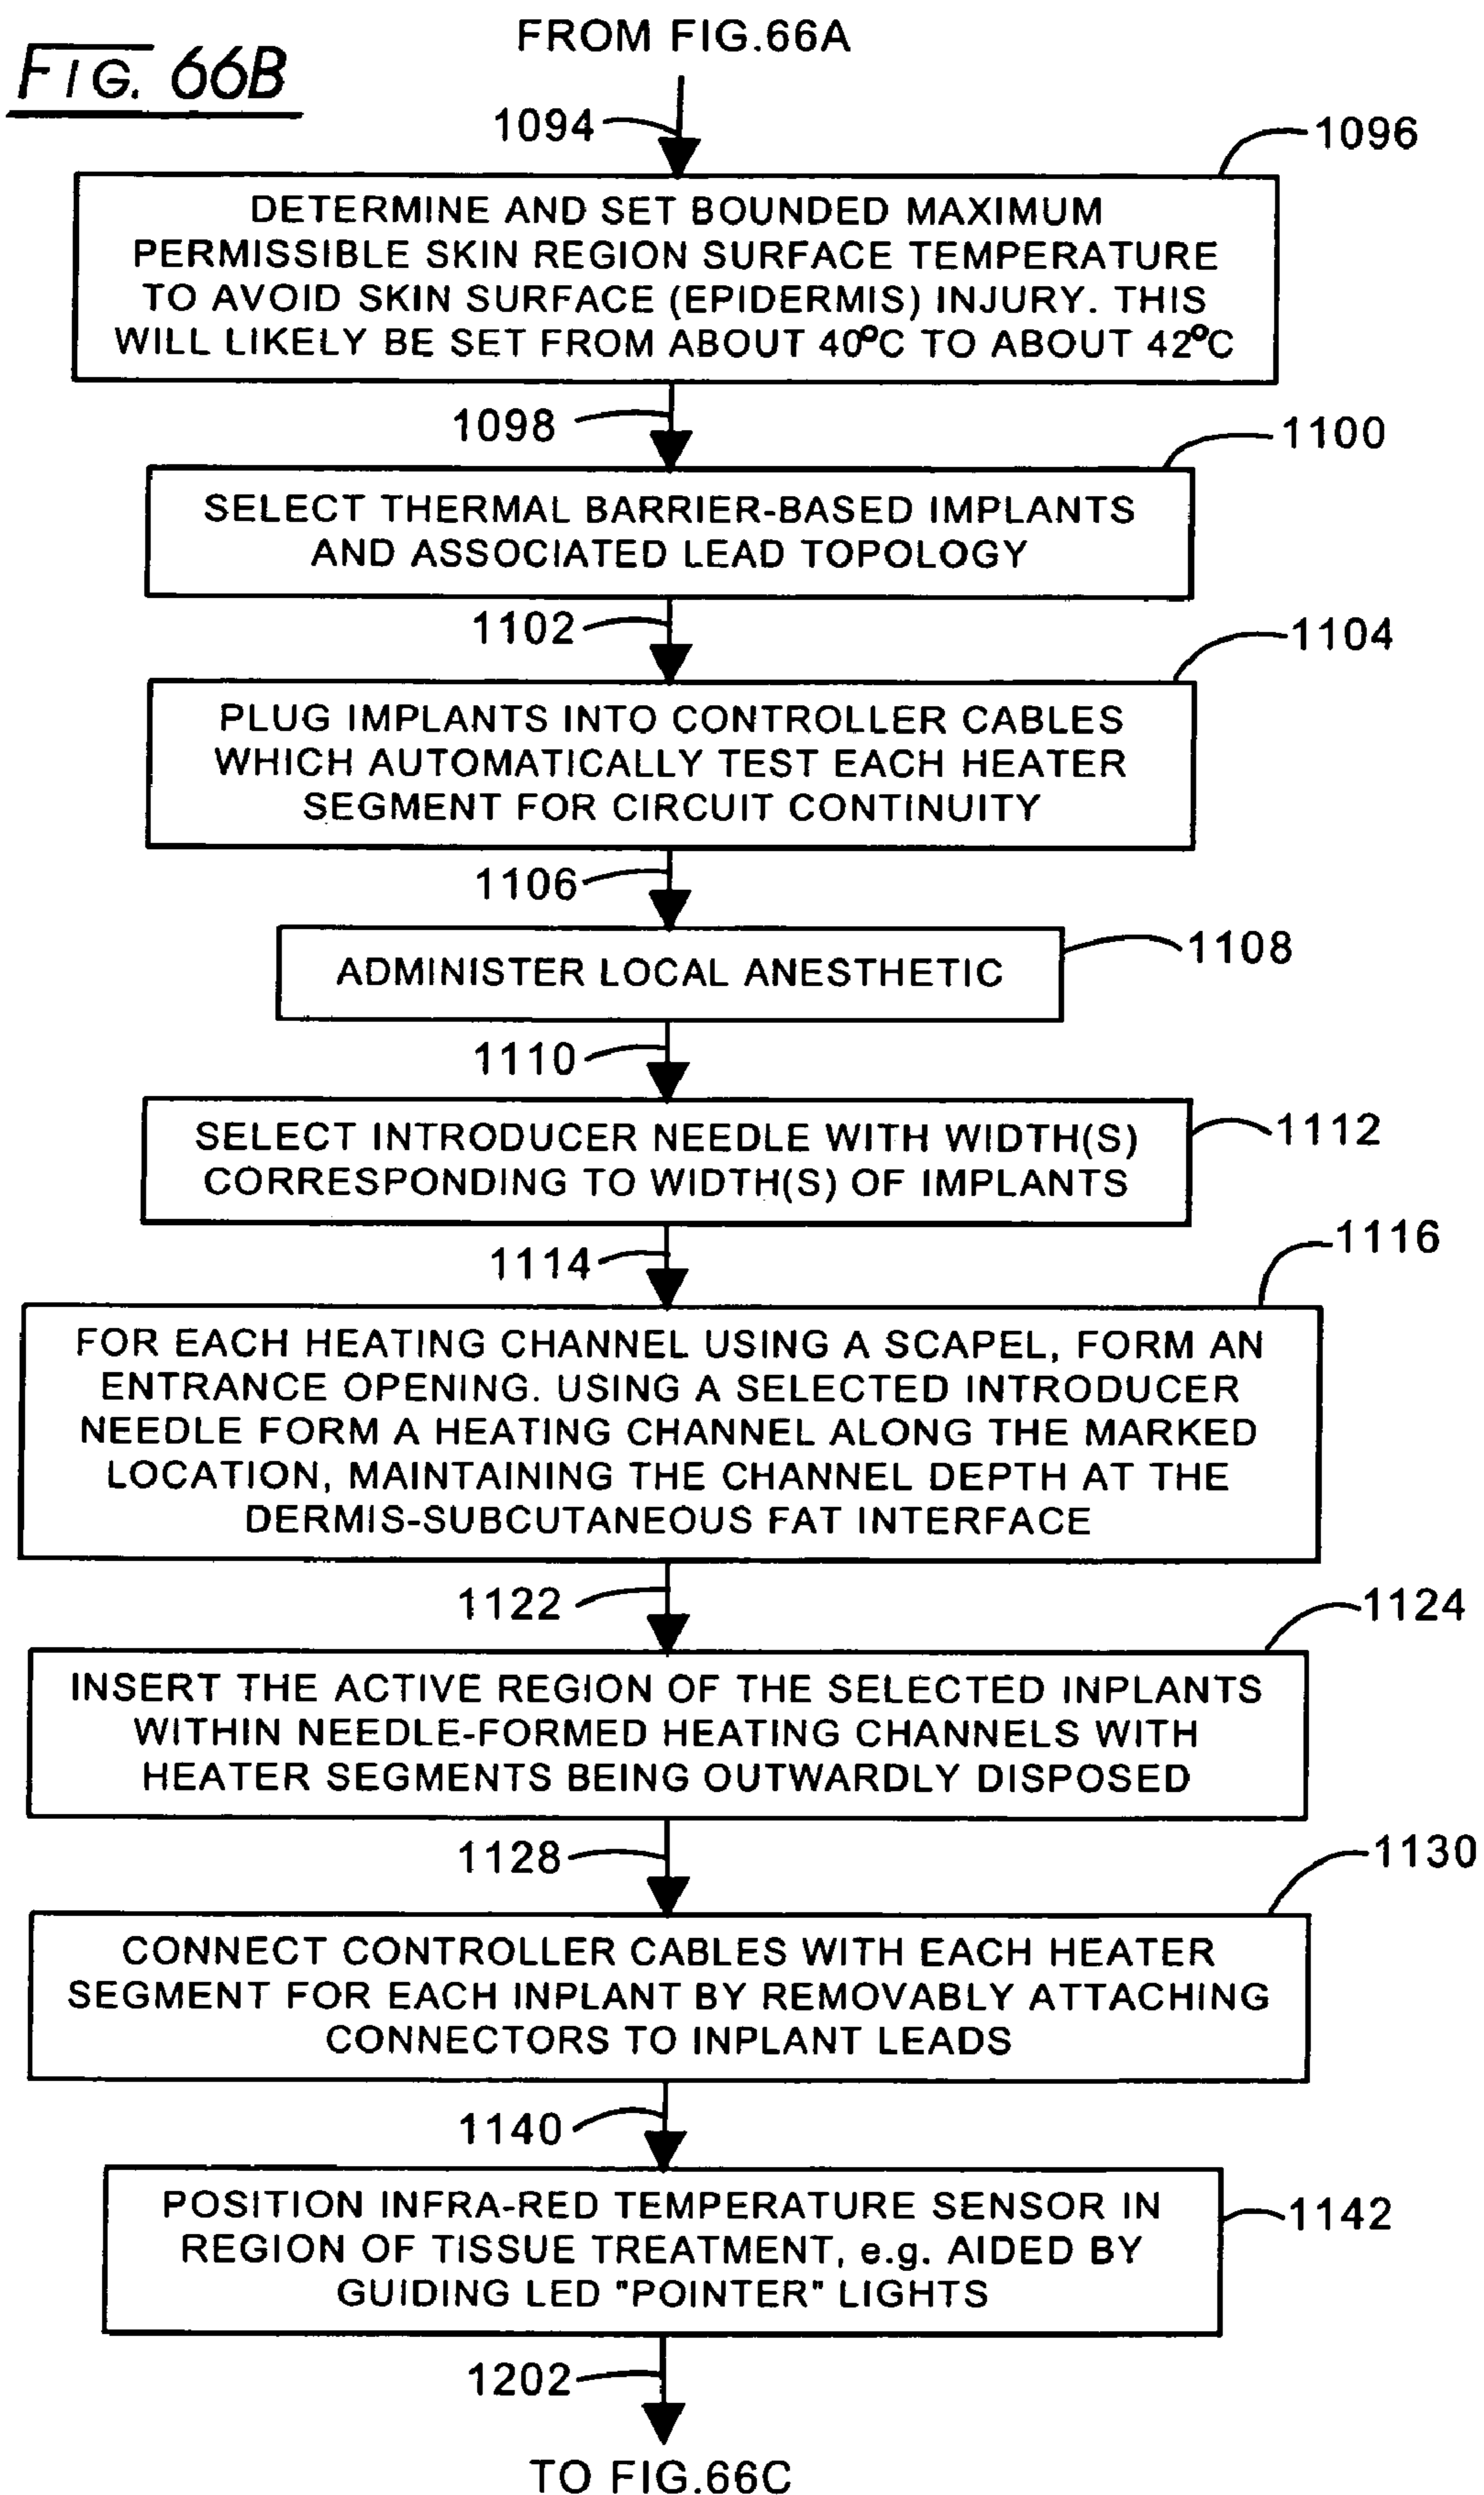 FROM FIG.66A
FIG. 66B
1094
1096
DETERMINE AND SET BOUNDED MAXIMUM
PERMISSIBLE SKIN REGION SURFACE TEMPERATURE
TO AVOID SKIN SURFACE (EPIDERMIS) INJURY. THIS
WILL LIKELY BE SET FROM ABOUT 40°C TO ABOUT 42°C
1098
1100
SELECT THERMAL BARRIER-BASED IMPLANTS
AND ASSOCIATED LEAD TOPOLOGY
1102
1104
PLUG IMPLANTS INTO CONTROLLER CABLES
WHICH AUTOMATICALLY TEST EACH HEATER
SEGMENT FOR CIRCUIT CONTINUITY
1106
1108
ADMINISTER LOCAL ANESTHETIC
1110
1112
SELECT INTRODUCER NEEDLE WITH WIDTH(S)
CORRESPONDING TO WIDTH(S) OF IMPLANTS
1114
1116
FOR EACH HEATING CHANNEL USING A SCAPEL, FORM AN
ENTRANCE OPENING. USING A SELECTED INTRODUCER
NEEDLE FORM A HEATING CHANNEL ALONG THE MARKED
LOCATION, MAINTAINING THE CHANNEL DEPTH AT THE
DERMIS-SUBCUTANEOUS FAT INTERFACE
1122
1124
INSERT THE ACTIVE REGION OF THE SELECTED INPLANTS
WITHIN NEEDLE-FORMED HEATING CHANNELS WITH
HEATER SEGMENTS BEING OUTWARDLY DISPOSED
1128
1130
CONNECT CONTROLLER CABLES WITH EACH HEATER
SEGMENT FOR EACH INPLANT BY REMOVABLY ATTACHING
CONNECTORS TO INPLANT LEADS
1140
1142
POSITION INFRA-RED TEMPERATURE SENSOR IN
REGION OF TISSUE TREATMENT, e.g. AIDED BY
GUIDING LED "POINTER" LIGHTS
1202
TO FIG.66C